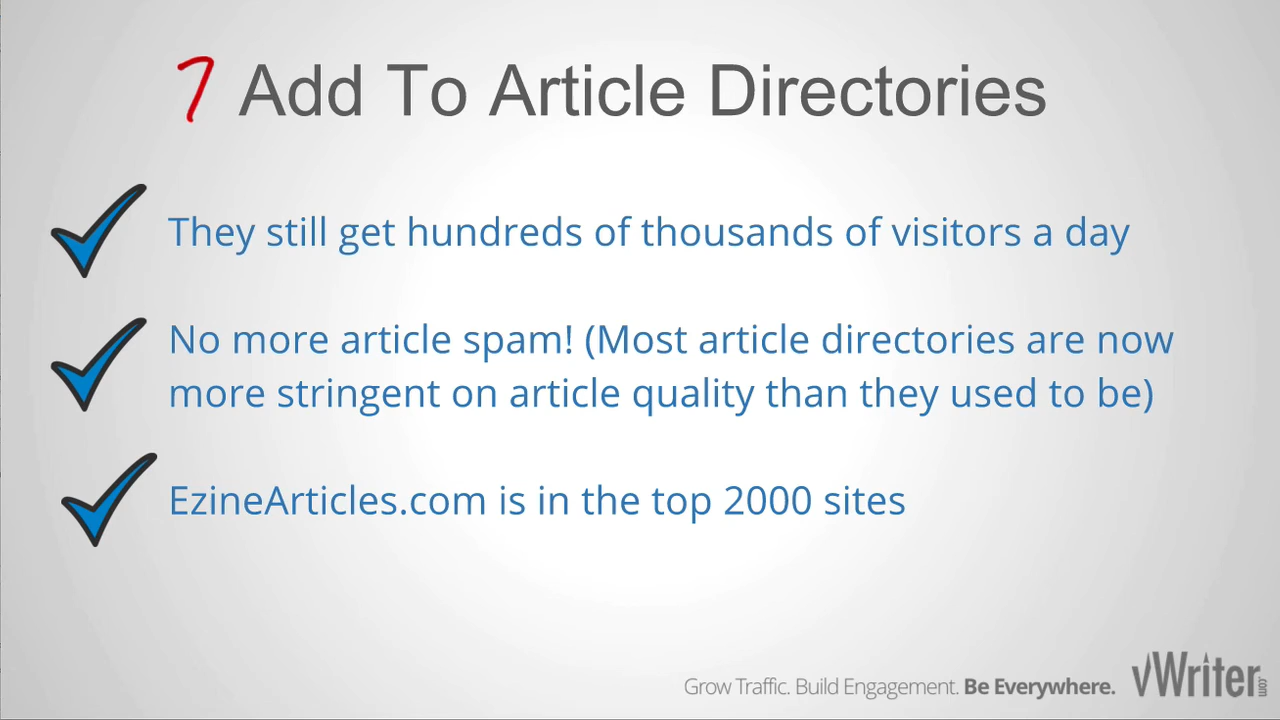 7 Add To Article Directories
They still get hundreds of thousands of visitors a day
No more article spam! (Most article directories are now
more stringent on article quality than they used to be)
EzineArticles.com is in the top 2000 sites
Grow Traffic. Build Engagement. Be Everywhere. vWriter.com